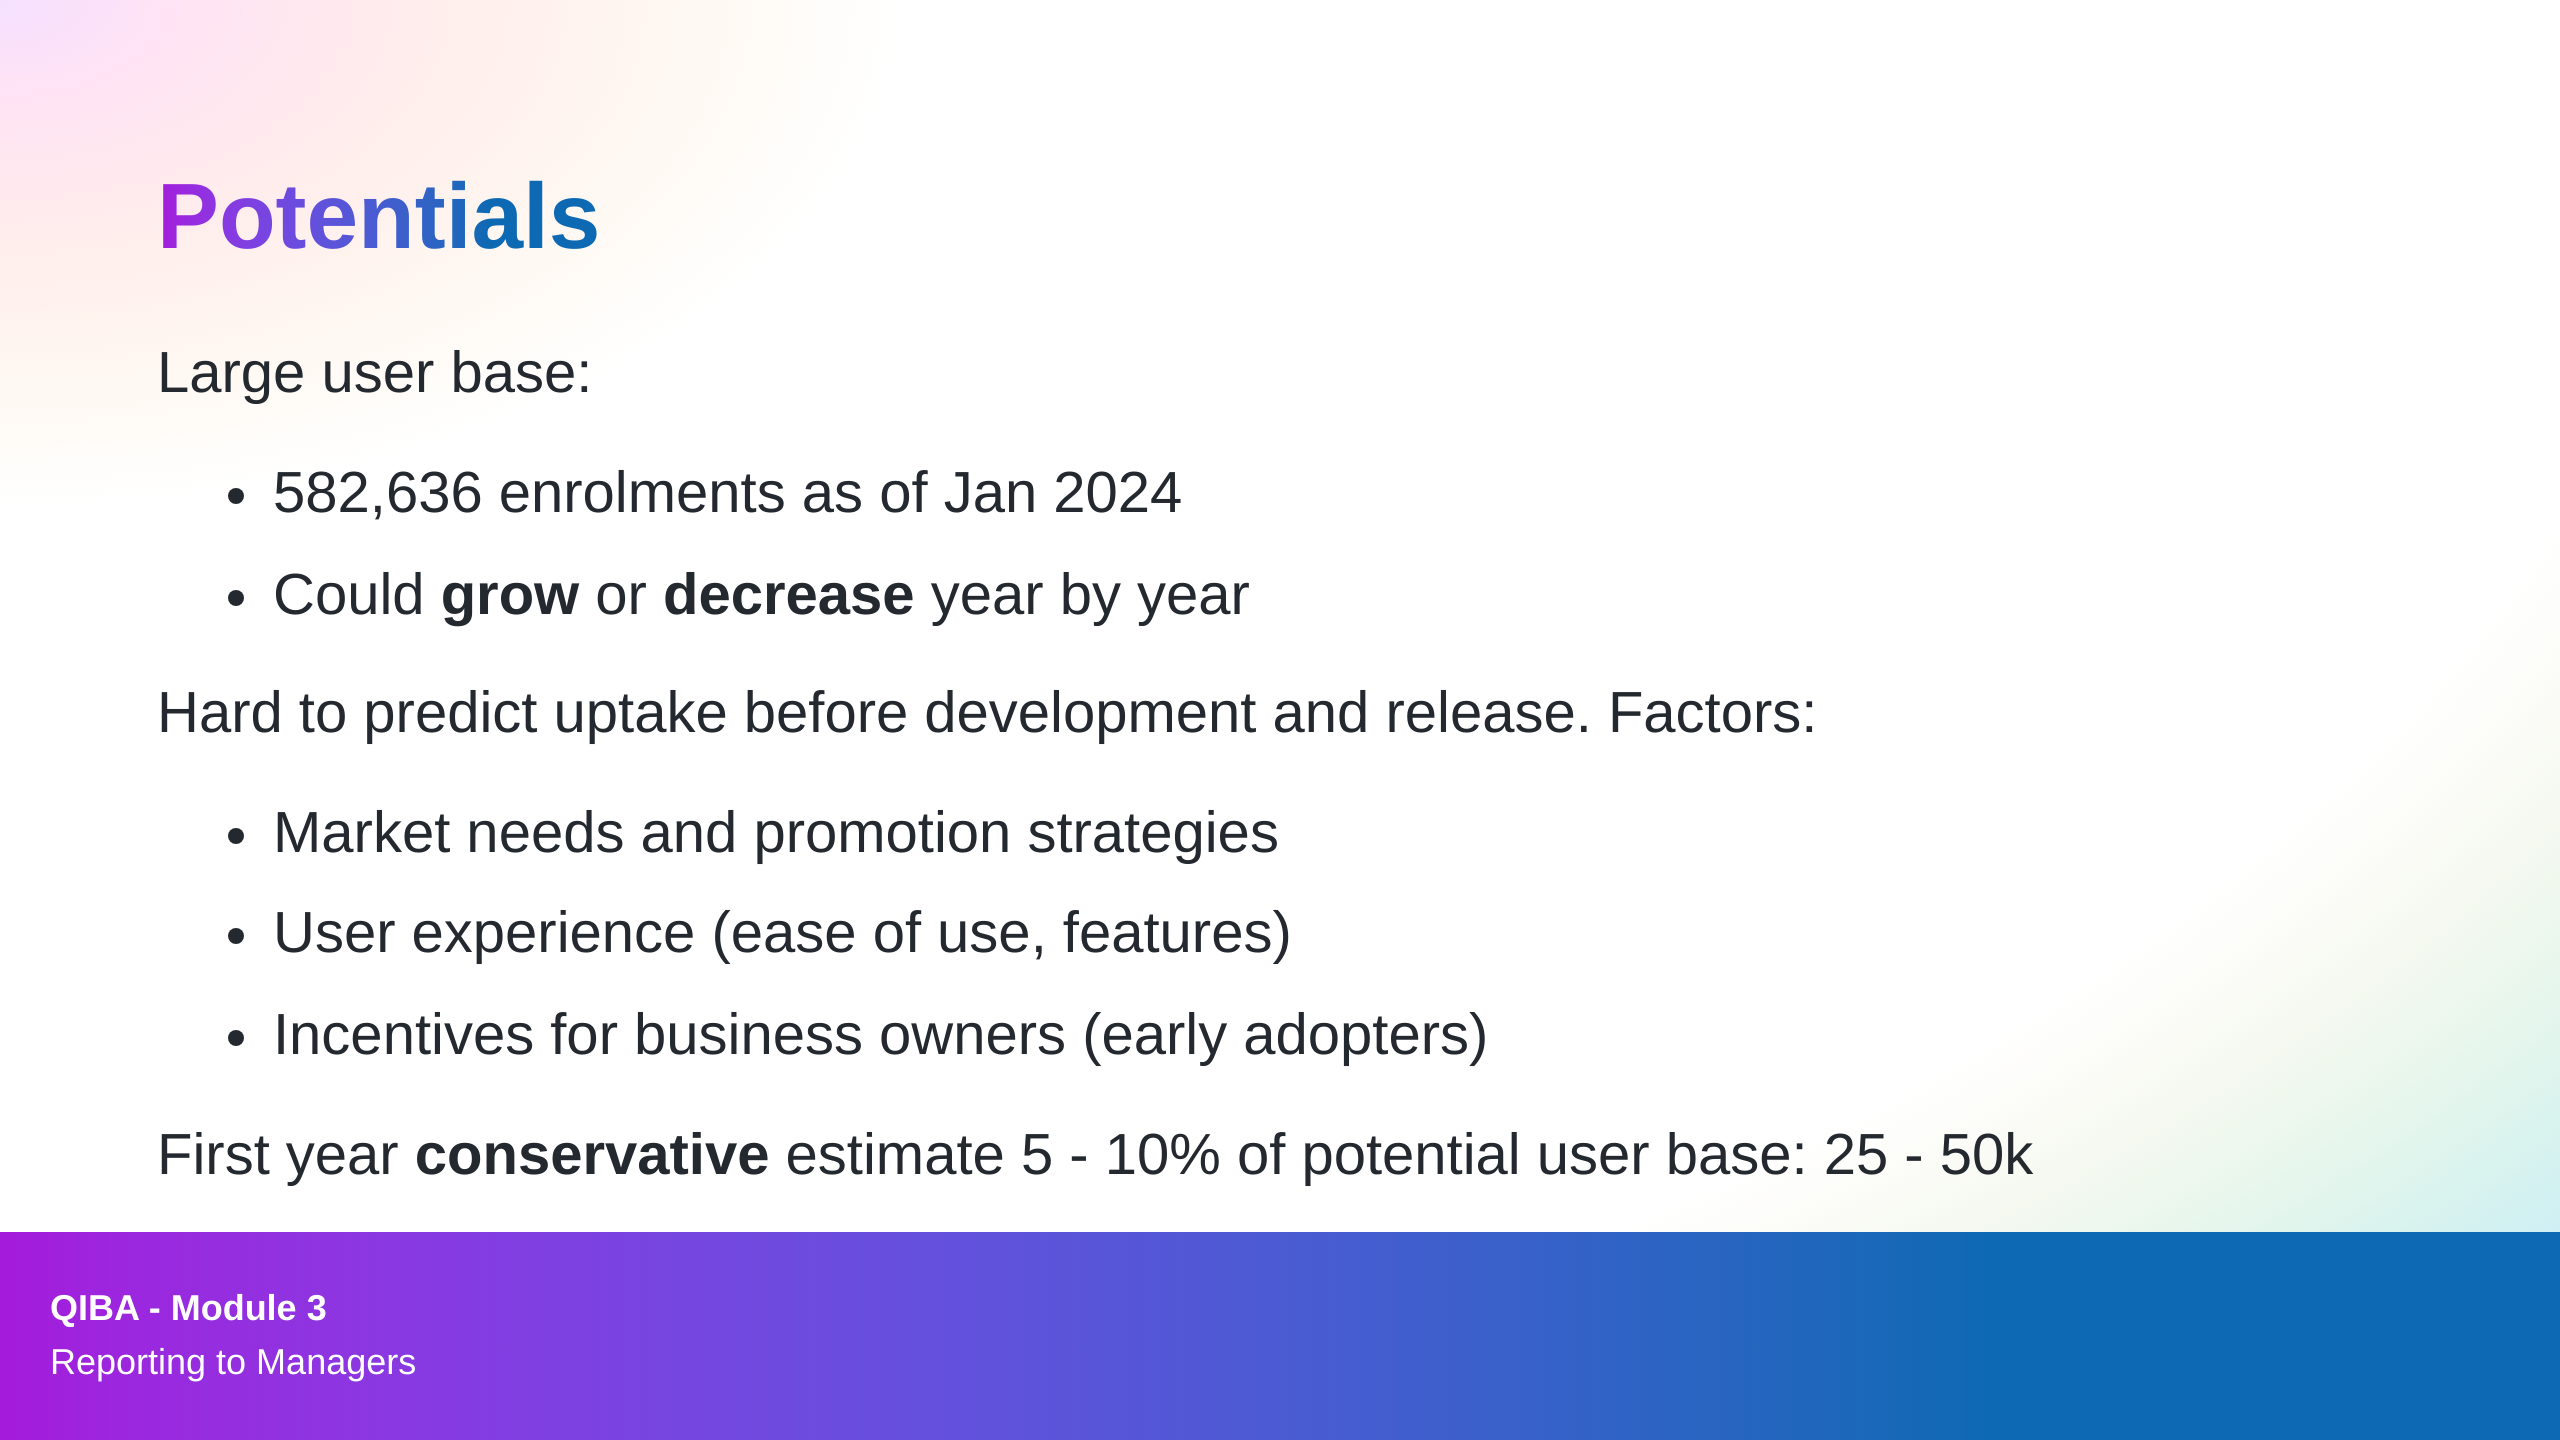 Potentials
Large user base:
• 582,636 enrolments as of Jan 2024
• Could grow or decrease year by year
Hard to predict uptake before development and release. Factors:
• Market needs and promotion strategies
• User experience (ease of use, features)
• Incentives for business owners (early adopters)
First year conservative estimate 5 - 10% of potential user base: 25 - 50k
QIBA - Module 3
Reporting to Managers